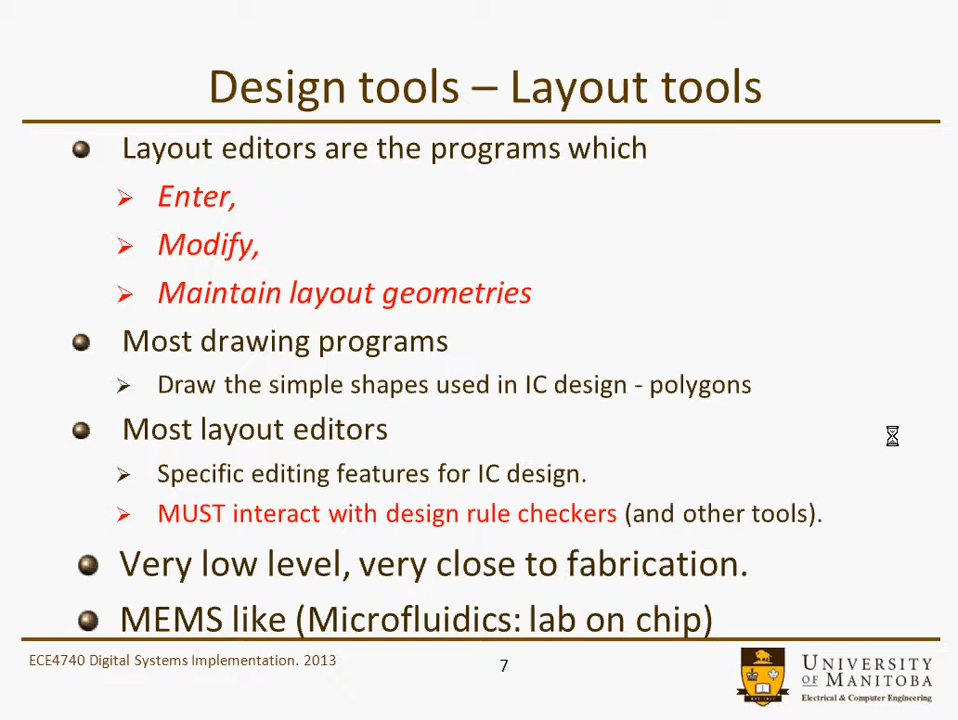 Design tools – Layout tools
Layout editors are the programs which
Enter,
Modify,
Maintain layout geometries
Most drawing programs
Draw the simple shapes used in IC design - polygons
Most layout editors
Specific editing features for IC design.
MUST interact with design rule checkers (and other tools).
Very low level, very close to fabrication.
MEMS like (Microfluidics: lab on chip)
ECE4740 Digital Systems Implementation. 2013
7
UNIVERSITY
OF MANITOBA
Electrical & Computer Engineering